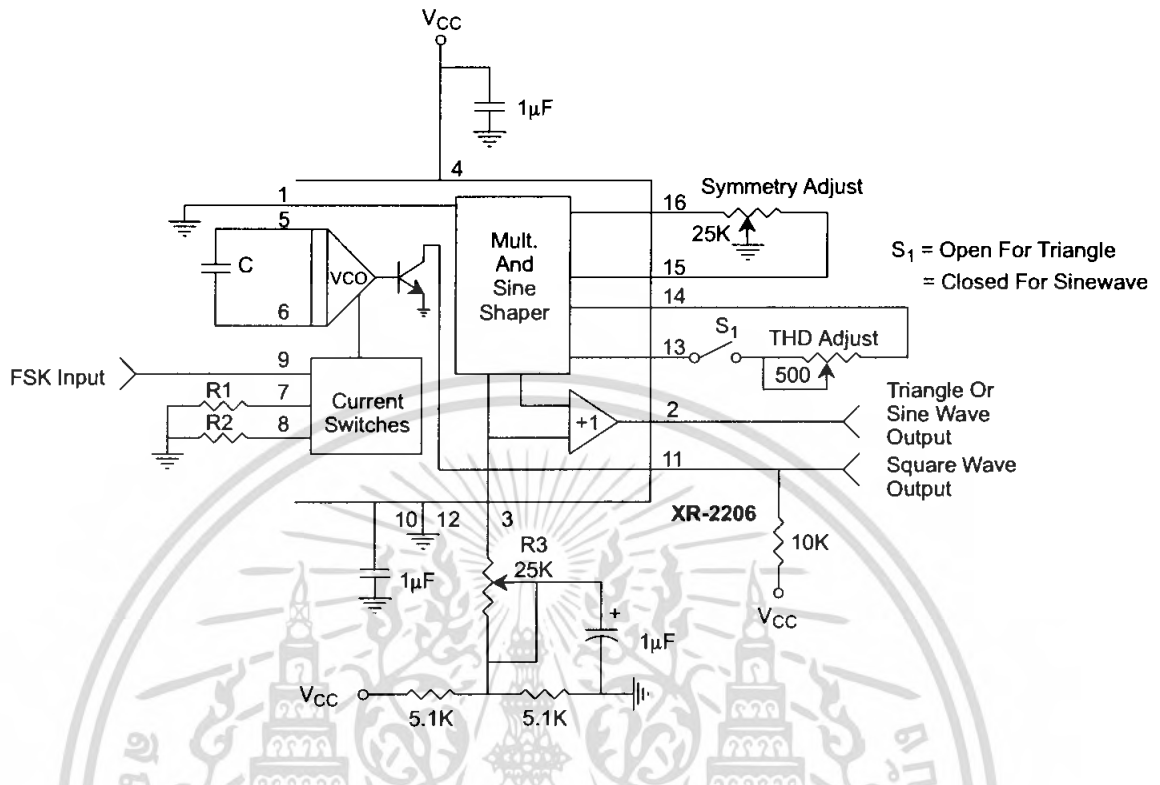 VCC
1µF
4
1
16
Symmetry Adjust
25K
5
C
VCO
6
Mult.
And
Sine
Shaper
15
S1 = Open For Triangle
= Closed For Sinewave
14
13
S1
THD Adjust
500
FSK Input
9
7
R1
8
R2
Current
Switches
+1
2
Triangle Or
Sine Wave
Output
11
Square Wave
Output
XR-2206
10
12
3
1µF
R3
25K
+
1µF
10K
VCC
VCC
5.1K
5.1K